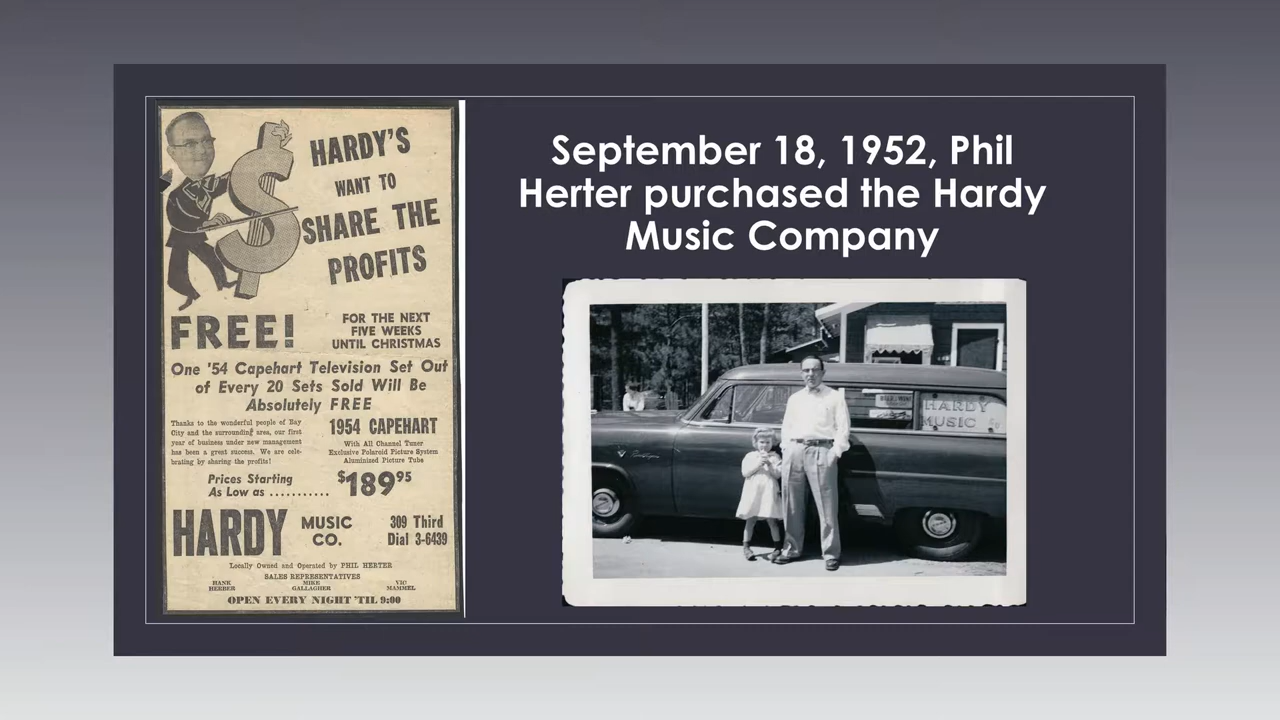 HARDY'S
WANT TO
SHARE THE
PROFITS
FREE!
FOR THE NEXT
FIVE WEEKS
UNTIL CHRISTMAS
One '54 Capehart Television Set Out
of Every 20 Sets Sold Will Be
Absolutely FREE
Thanks to the wonderful people of Bay
City and the surrounding area, our first
year of business under new management
has been a great success. We are cele-
brating by sharing the profits!
1954 CAPEHART
With All Channel Tuner
Exclusive Polaroid Picture System
Aluminized Picture Tube
Prices Starting
As Low as ........... $189⁹⁵
HARDY MUSIC CO.
309 Third
Dial 3-6439
Locally Owned and Operated by PHIL HERTER
SALES REPRESENTATIVES
HANK HERBER
MIKE GALLAGHER
VIC MAMMEL
OPEN EVERY NIGHT 'TIL 9:00
September 18, 1952, Phil
Herter purchased the Hardy
Music Company
HARDY
MUSIC